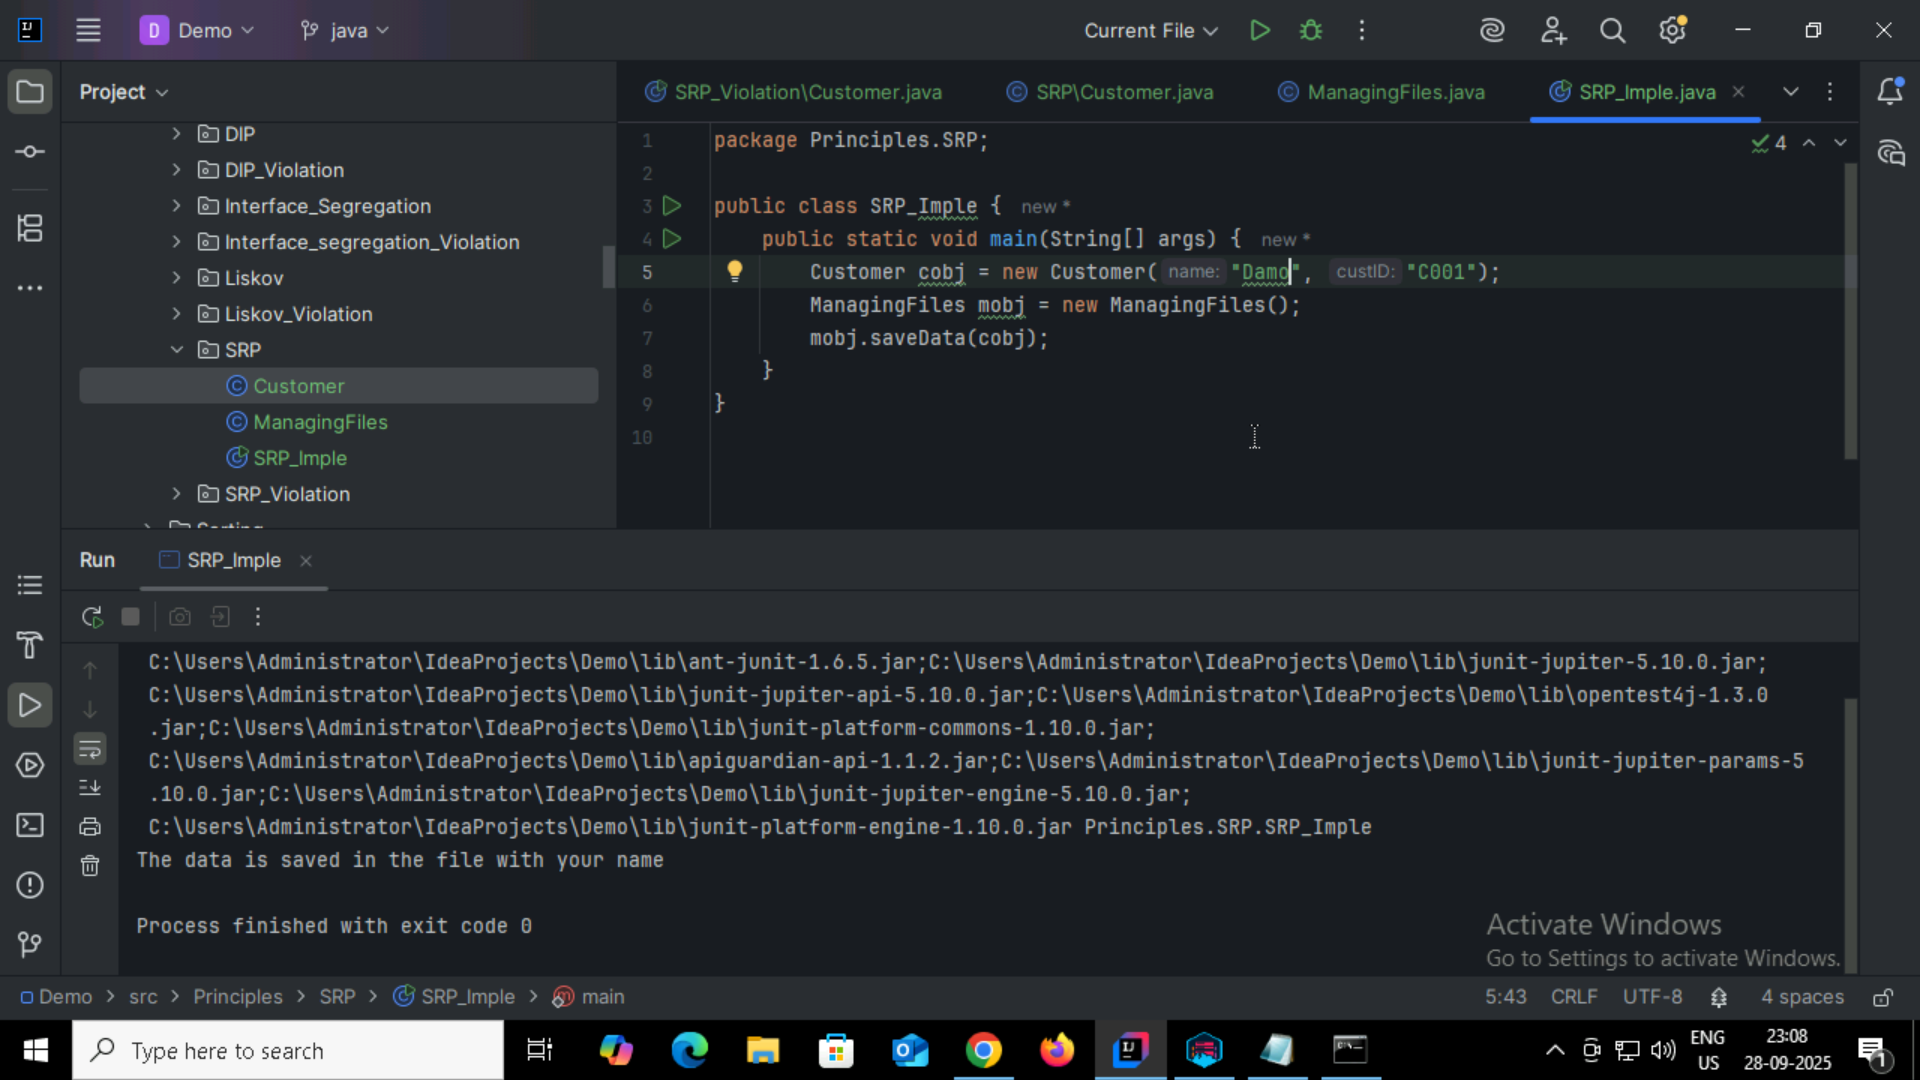 D Demo java Current File
Project
SRP_Violation\Customer.java SRP\Customer.java ManagingFiles.java SRP_Imple.java
DIP
DIP_Violation
Interface_Segregation
Interface_segregation_Violation
Liskov
Liskov_Violation
SRP
Customer
ManagingFiles
SRP_Imple
SRP_Violation
Sorting
4
1 package Principles.SRP;
2
3 public class SRP_Imple { new *
4 public static void main(String[] args) { new *
5 Customer cobj = new Customer( name: "Damo", custID: "C001");
6 ManagingFiles mobj = new ManagingFiles();
7 mobj.saveData(cobj);
8 }
9 }
10
Run SRP_Imple
C:\Users\Administrator\IdeaProjects\Demo\lib\ant-junit-1.6.5.jar;C:\Users\Administrator\IdeaProjects\Demo\lib\junit-jupiter-5.10.0.jar;
C:\Users\Administrator\IdeaProjects\Demo\lib\junit-jupiter-api-5.10.0.jar;C:\Users\Administrator\IdeaProjects\Demo\lib\opentest4j-1.3.0
.jar;C:\Users\Administrator\IdeaProjects\Demo\lib\junit-platform-commons-1.10.0.jar;
C:\Users\Administrator\IdeaProjects\Demo\lib\apiguardian-api-1.1.2.jar;C:\Users\Administrator\IdeaProjects\Demo\lib\junit-jupiter-params-5
.10.0.jar;C:\Users\Administrator\IdeaProjects\Demo\lib\junit-jupiter-engine-5.10.0.jar;
C:\Users\Administrator\IdeaProjects\Demo\lib\junit-platform-engine-1.10.0.jar Principles.SRP.SRP_Imple
The data is saved in the file with your name
Process finished with exit code 0
Activate Windows
Go to Settings to activate Windows.
Demo > src > Principles > SRP > SRP_Imple > main 5:43 CRLF UTF-8 4 spaces
Type here to search
ENG
US
23:08
28-09-2025
1